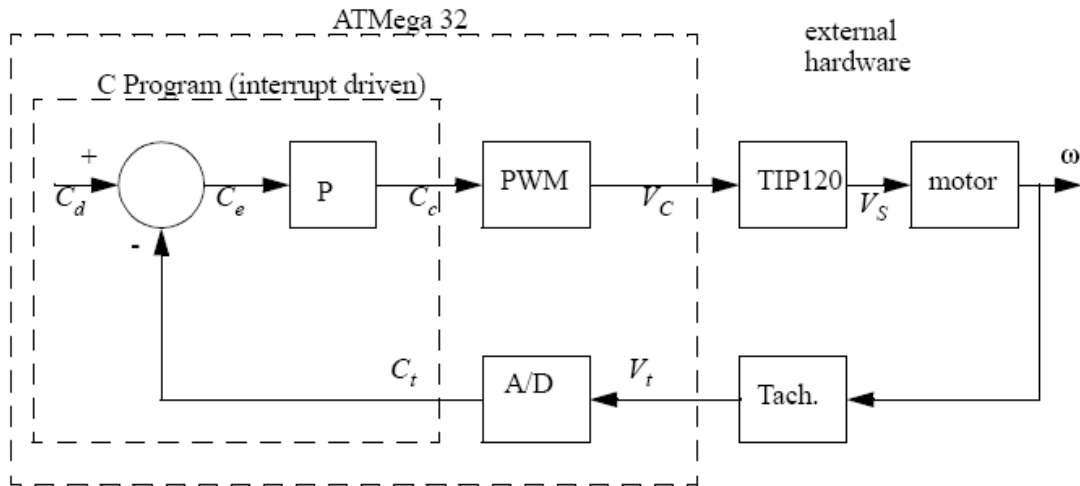 ATMega 32
external
hardware
C Program (interrupt driven)
+
C_d
C_e
P
C_c
PWM
V_C
TIP120
V_S
motor
ω
-
C_t
A/D
V_t
Tach.